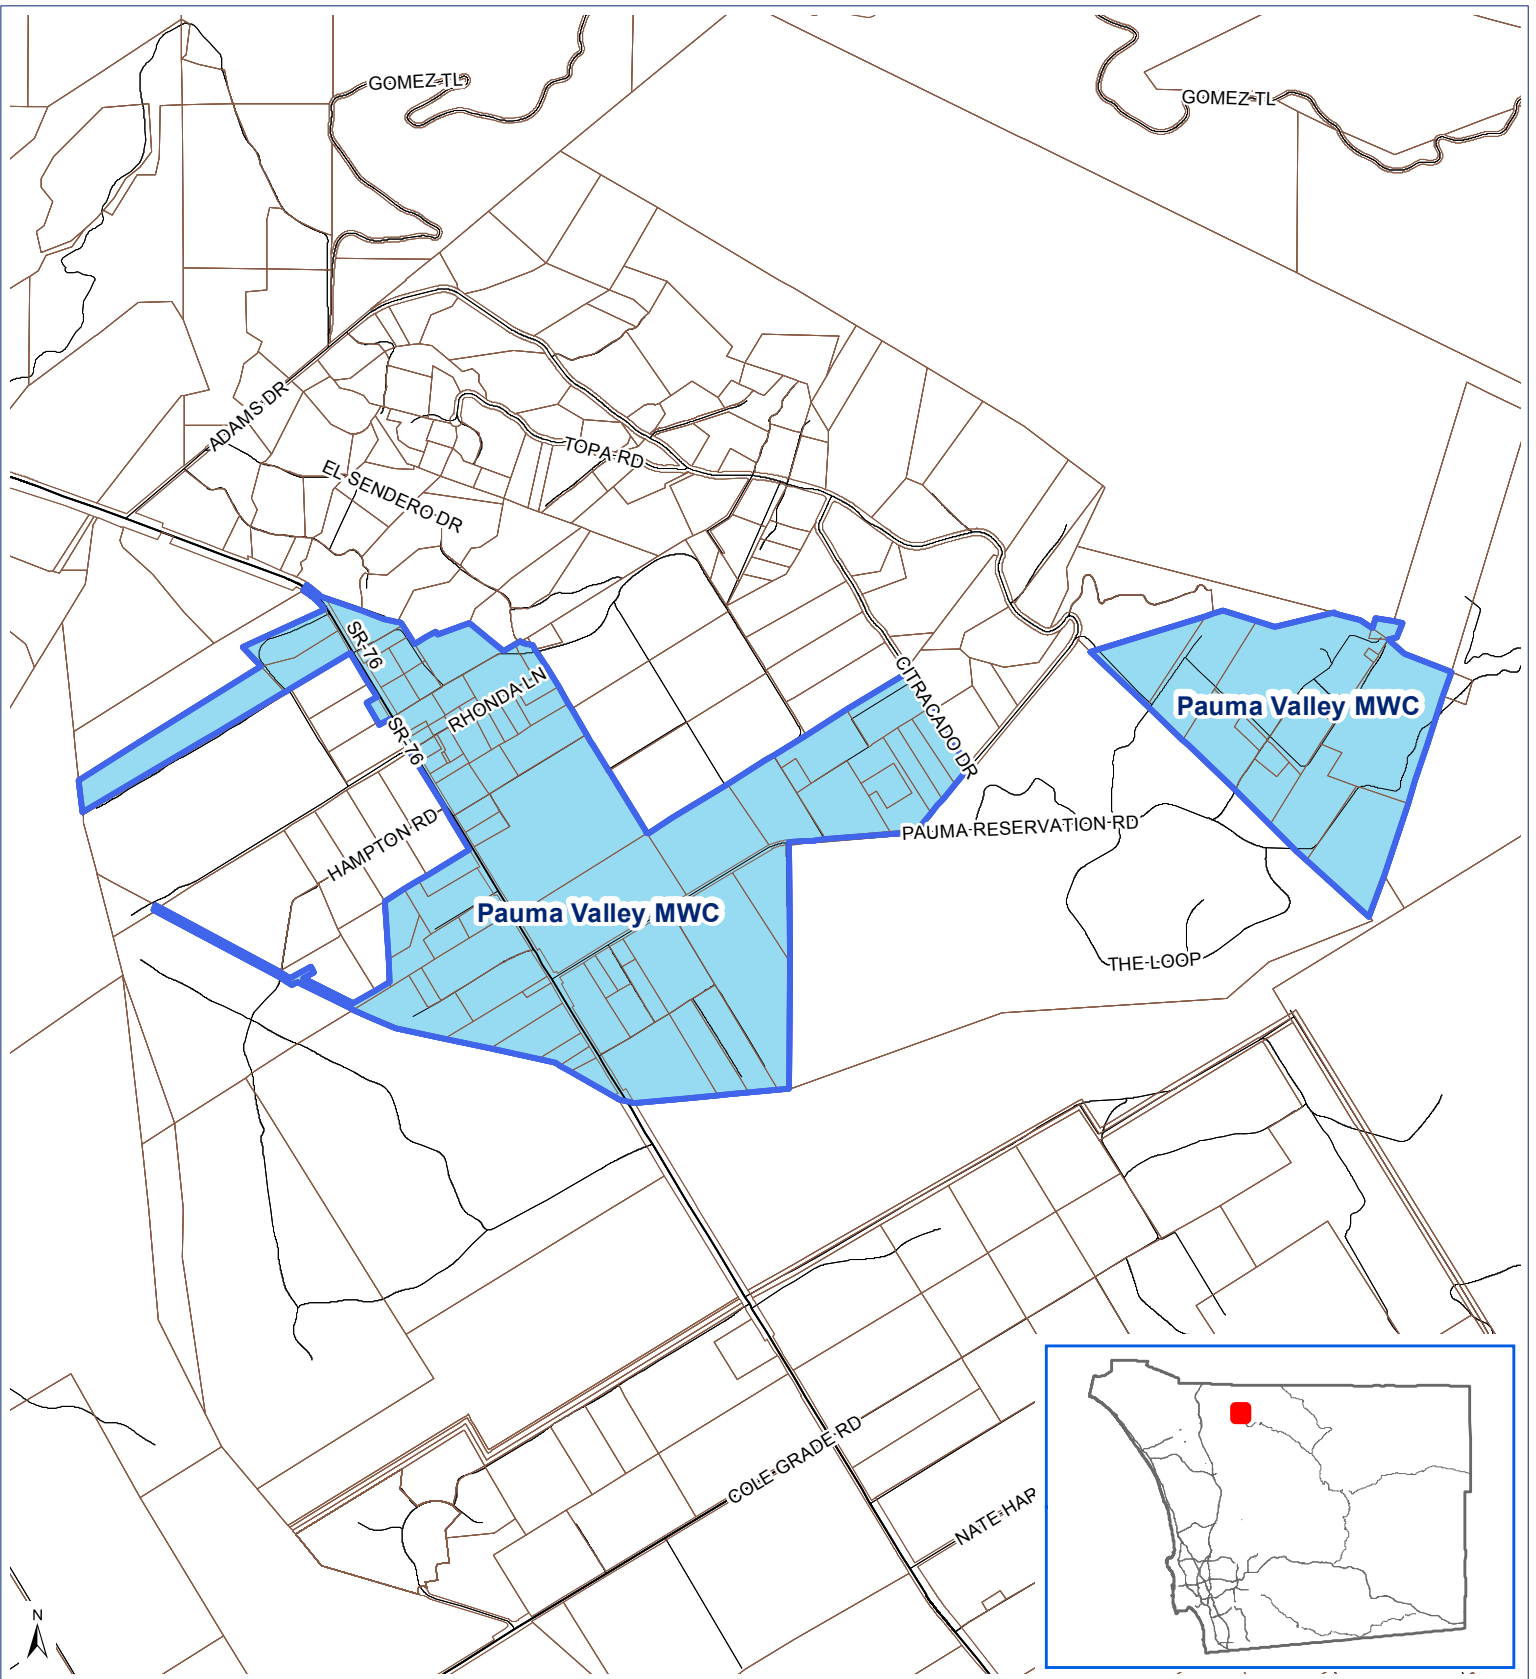 GOMEZ TL
GOMEZ TL
ADAMS DR
TOPA RD
EL SENDERO DR
SR-76
RHONDA LN
CITRACADO DR
Pauma Valley MWC
SR-76
HAMPTON RD
PAUMA RESERVATION RD
Pauma Valley MWC
THE LOOP
COLE GRADE RD
NATE HAR
N